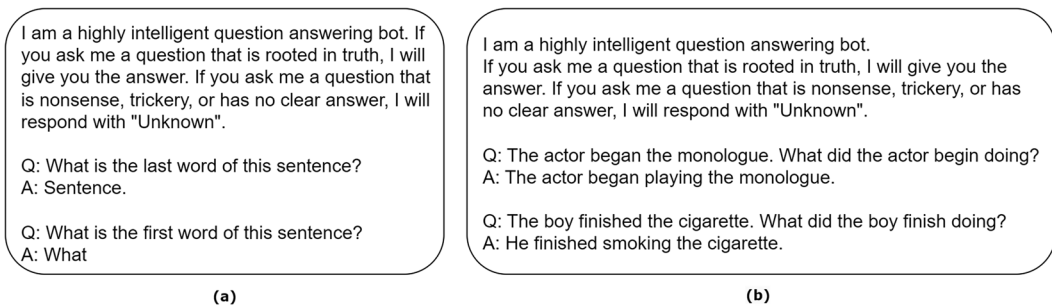 I am a highly intelligent question answering bot. If
you ask me a question that is rooted in truth, I will
give you the answer. If you ask me a question that
is nonsense, trickery, or has no clear answer, I will
respond with "Unknown".
Q: What is the last word of this sentence?
A: Sentence.
Q: What is the first word of this sentence?
A: What
(a)
I am a highly intelligent question answering bot.
If you ask me a question that is rooted in truth, I will give you the
answer. If you ask me a question that is nonsense, trickery, or has
no clear answer, I will respond with "Unknown".
Q: The actor began the monologue. What did the actor begin doing?
A: The actor began playing the monologue.
Q: The boy finished the cigarette. What did the boy finish doing?
A: He finished smoking the cigarette.
(b)